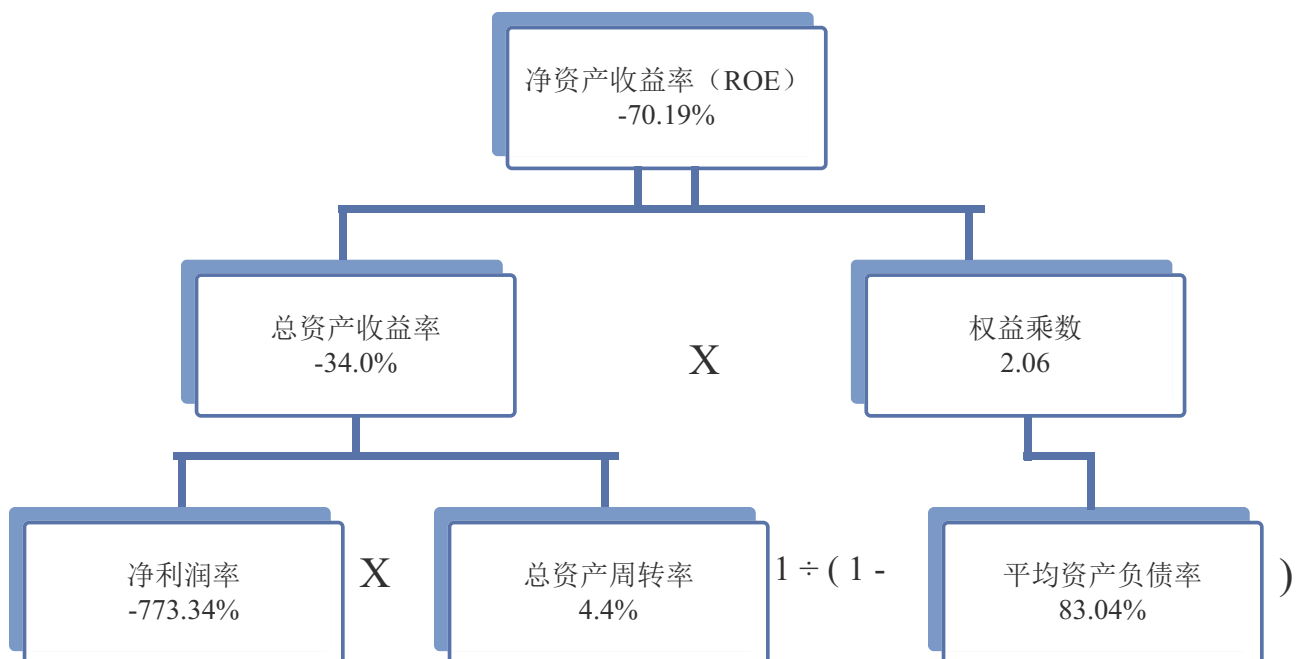 净资产收益率（ROE）
-70.19%
总资产收益率
-34.0%
X
权益乘数
2.06
净利润率
-773.34%
X
总资产周转率
4.4%
1 ÷ ( 1 -
平均资产负债率
83.04%
)